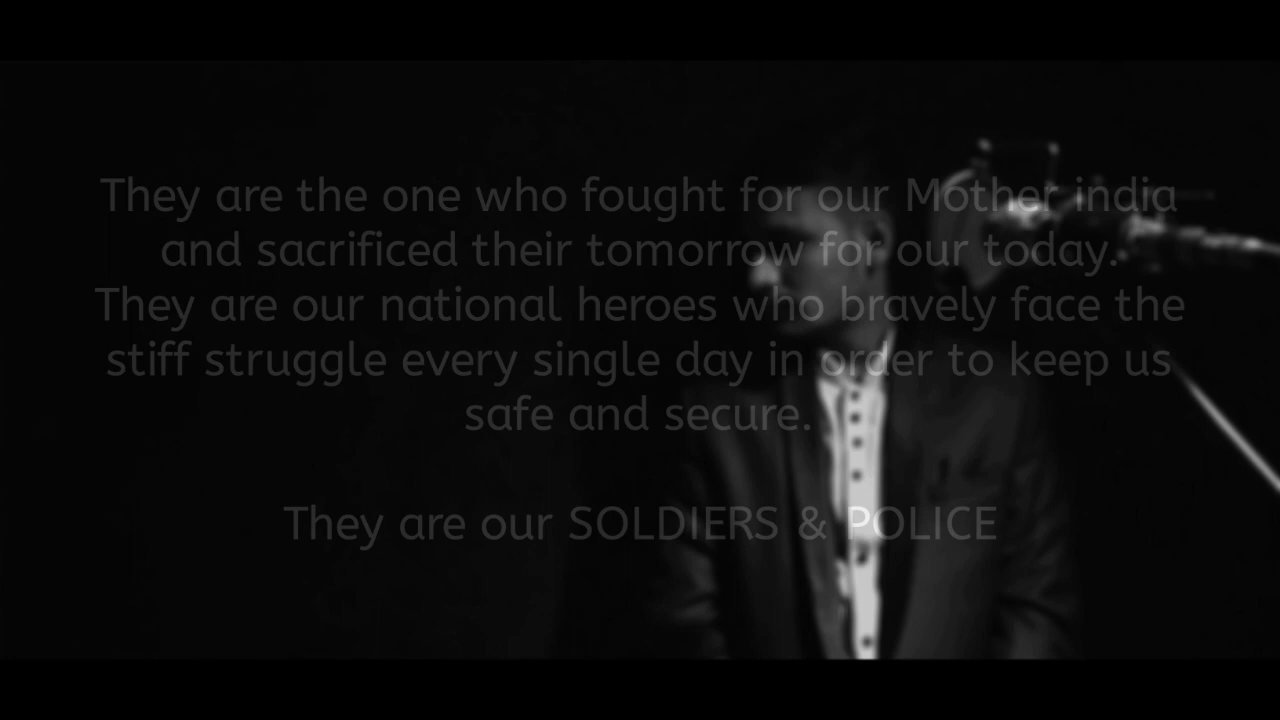 They are the one who fought for our Mother india
and sacrificed their tomorrow for our today.
They are our national heroes who bravely face the
stiff struggle every single day in order to keep us
safe and secure.
They are our SOLDIERS & POLICE